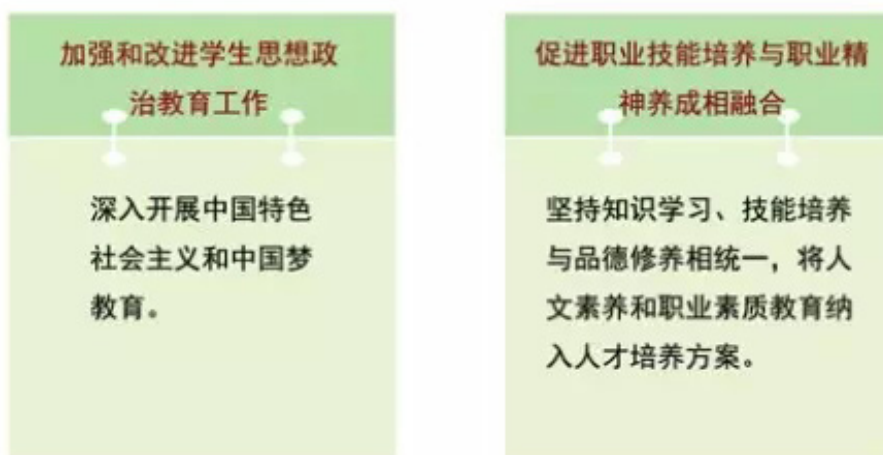 加强和改进学生思想政
治教育工作
深入开展中国特色
社会主义和中国梦
教育。
促进职业技能培养与职业精
神养成相融合
坚持知识学习、技能培养
与品德修养相统一，将人
文素养和职业素质教育纳
入人才培养方案。